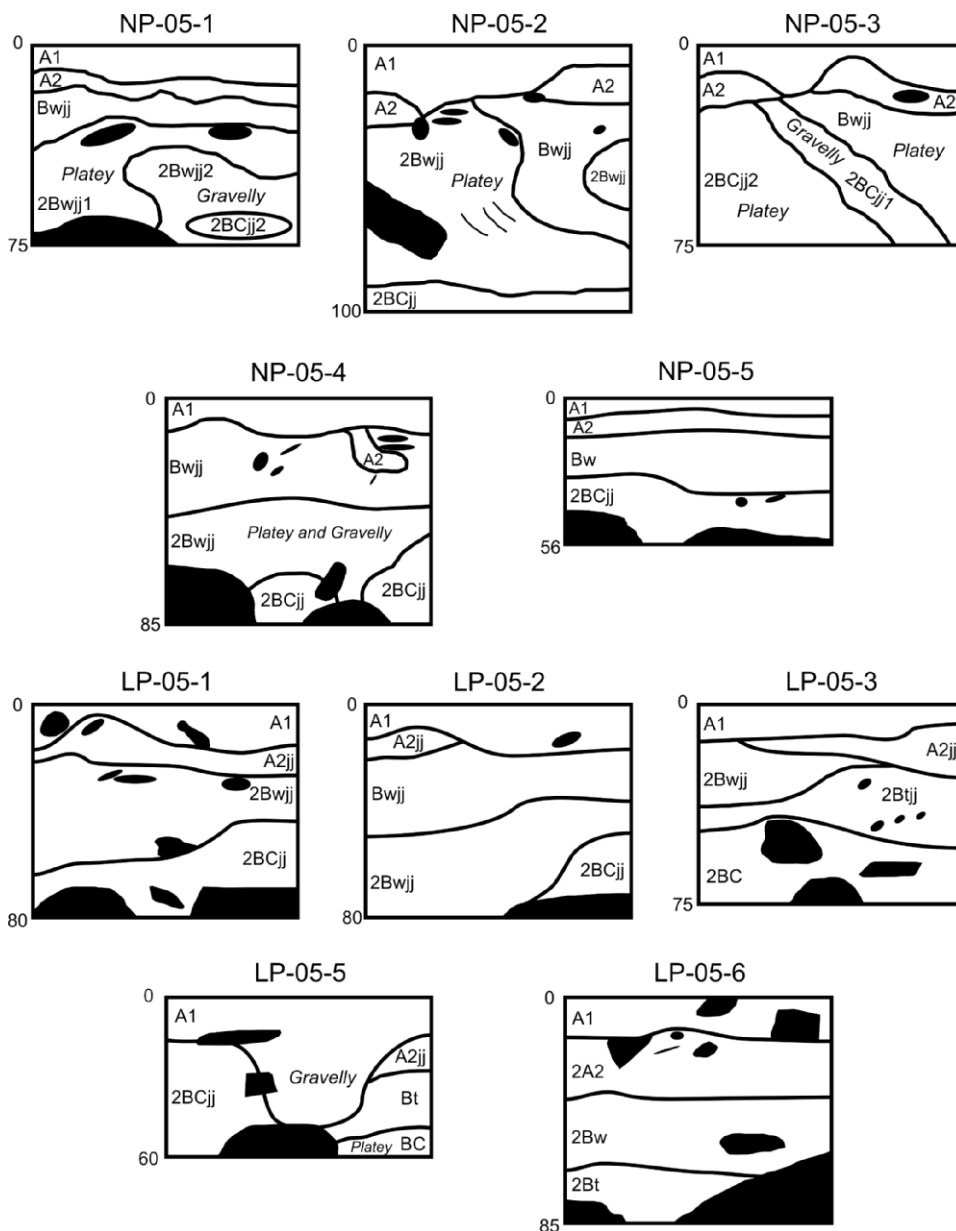 NP-05-1
0
A1
A2
Bwjj
Platey
2Bwjj2
Gravelly
2Bwjj1
2BCjj2
75
NP-05-2
0
A1
A2
A2
2Bwjj
Bwjj
Platey
2Bwjj
2BCjj
100
NP-05-3
0
A1
A2
A2
Bwjj
Gravelly
Platey
2BCjj2
2BCjj1
Platey
75
NP-05-4
0
A1
Bwjj
A2
2Bwjj
Platey and Gravelly
2BCjj
2BCjj
85
NP-05-5
0
A1
A2
Bw
2BCjj
56
LP-05-1
0
A1
A2jj
2Bwjj
2BCjj
80
LP-05-2
0
A1
A2jj
Bwjj
2Bwjj
2BCjj
80
LP-05-3
0
A1
A2jj
2Bwjj
2Btjj
2BC
75
LP-05-5
0
A1
Gravelly
A2jj
2BCjj
Bt
Platey
BC
60
LP-05-6
0
A1
2A2
2Bw
2Bt
85